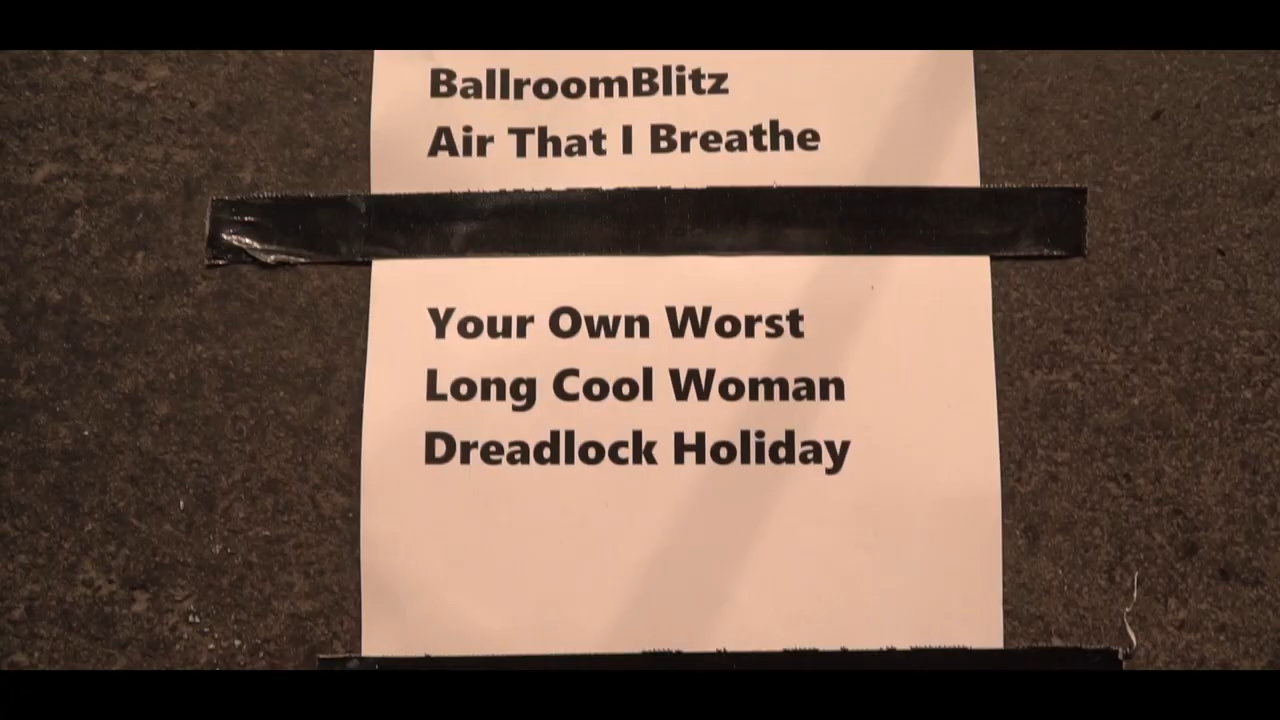 BallroomBlitz
Air That I Breathe
Your Own Worst
Long Cool Woman
Dreadlock Holiday